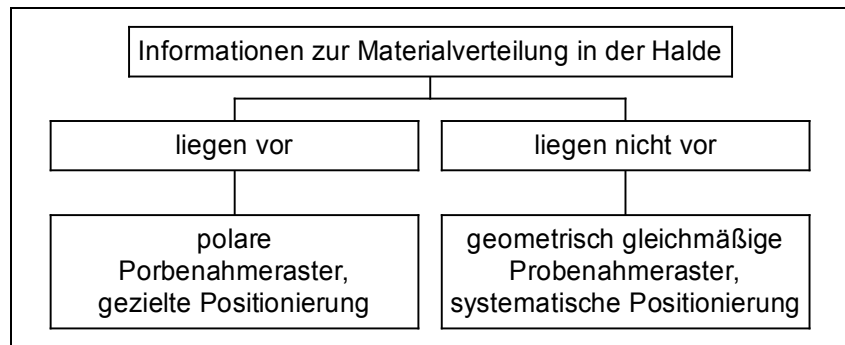 Informationen zur Materialverteilung in der Halde
liegen vor
liegen nicht vor
polare
Porbenahmeraster,
gezielte Positionierung
geometrisch gleichmäßige
Probenahmeraster,
systematische Positionierung